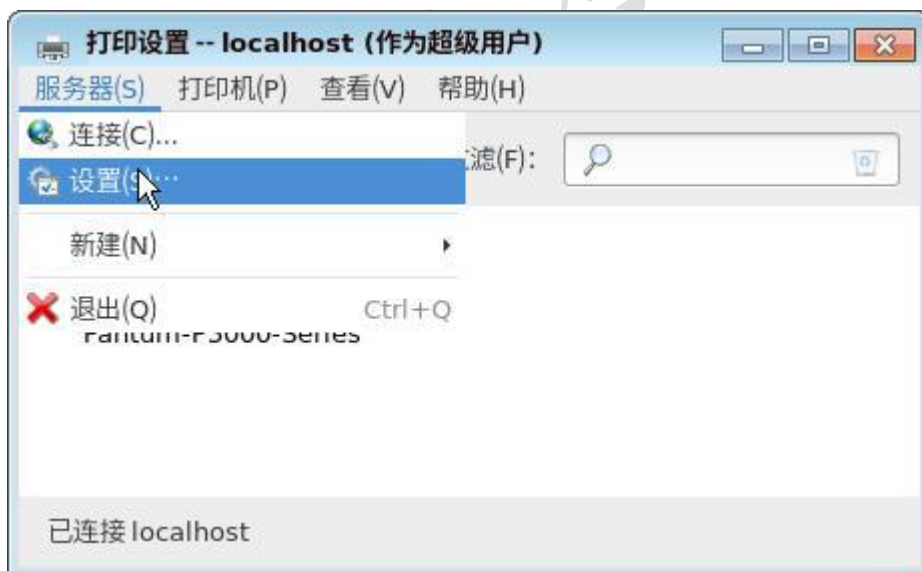 打印设置 -- localhost (作为超级用户)
服务器(S) 打印机(P) 查看(V) 帮助(H)
连接(C)...
滤(F):
设置(S)...
新建(N)
退出(Q) Ctrl+Q
已连接 localhost